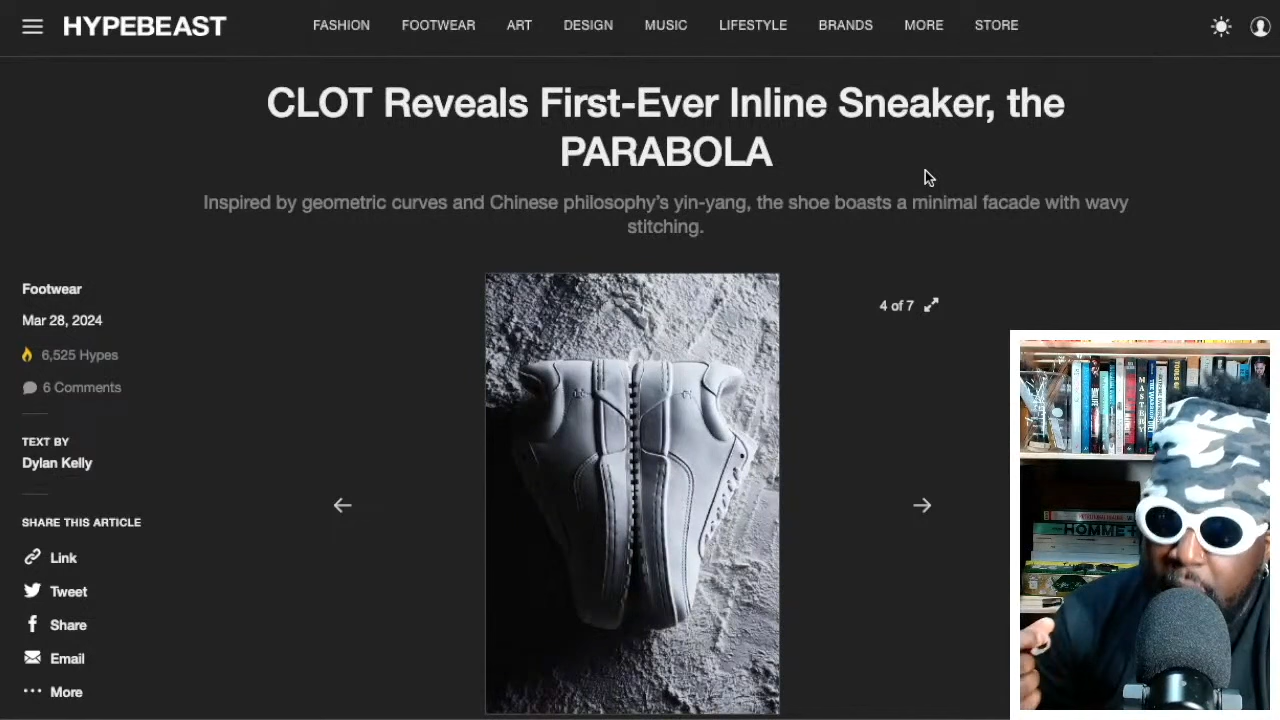 HYPEBEAST
FASHION
FOOTWEAR
ART
DESIGN
MUSIC
LIFESTYLE
BRANDS
MORE
STORE
CLOT Reveals First-Ever Inline Sneaker, the
PARABOLA
Inspired by geometric curves and Chinese philosophy's yin-yang, the shoe boasts a minimal facade with wavy
stitching.
Footwear
Mar 28, 2024
6,525 Hypes
6 Comments
TEXT BY
Dylan Kelly
SHARE THIS ARTICLE
Link
Tweet
Share
Email
More
4 of 7
MASTERY
HOMME